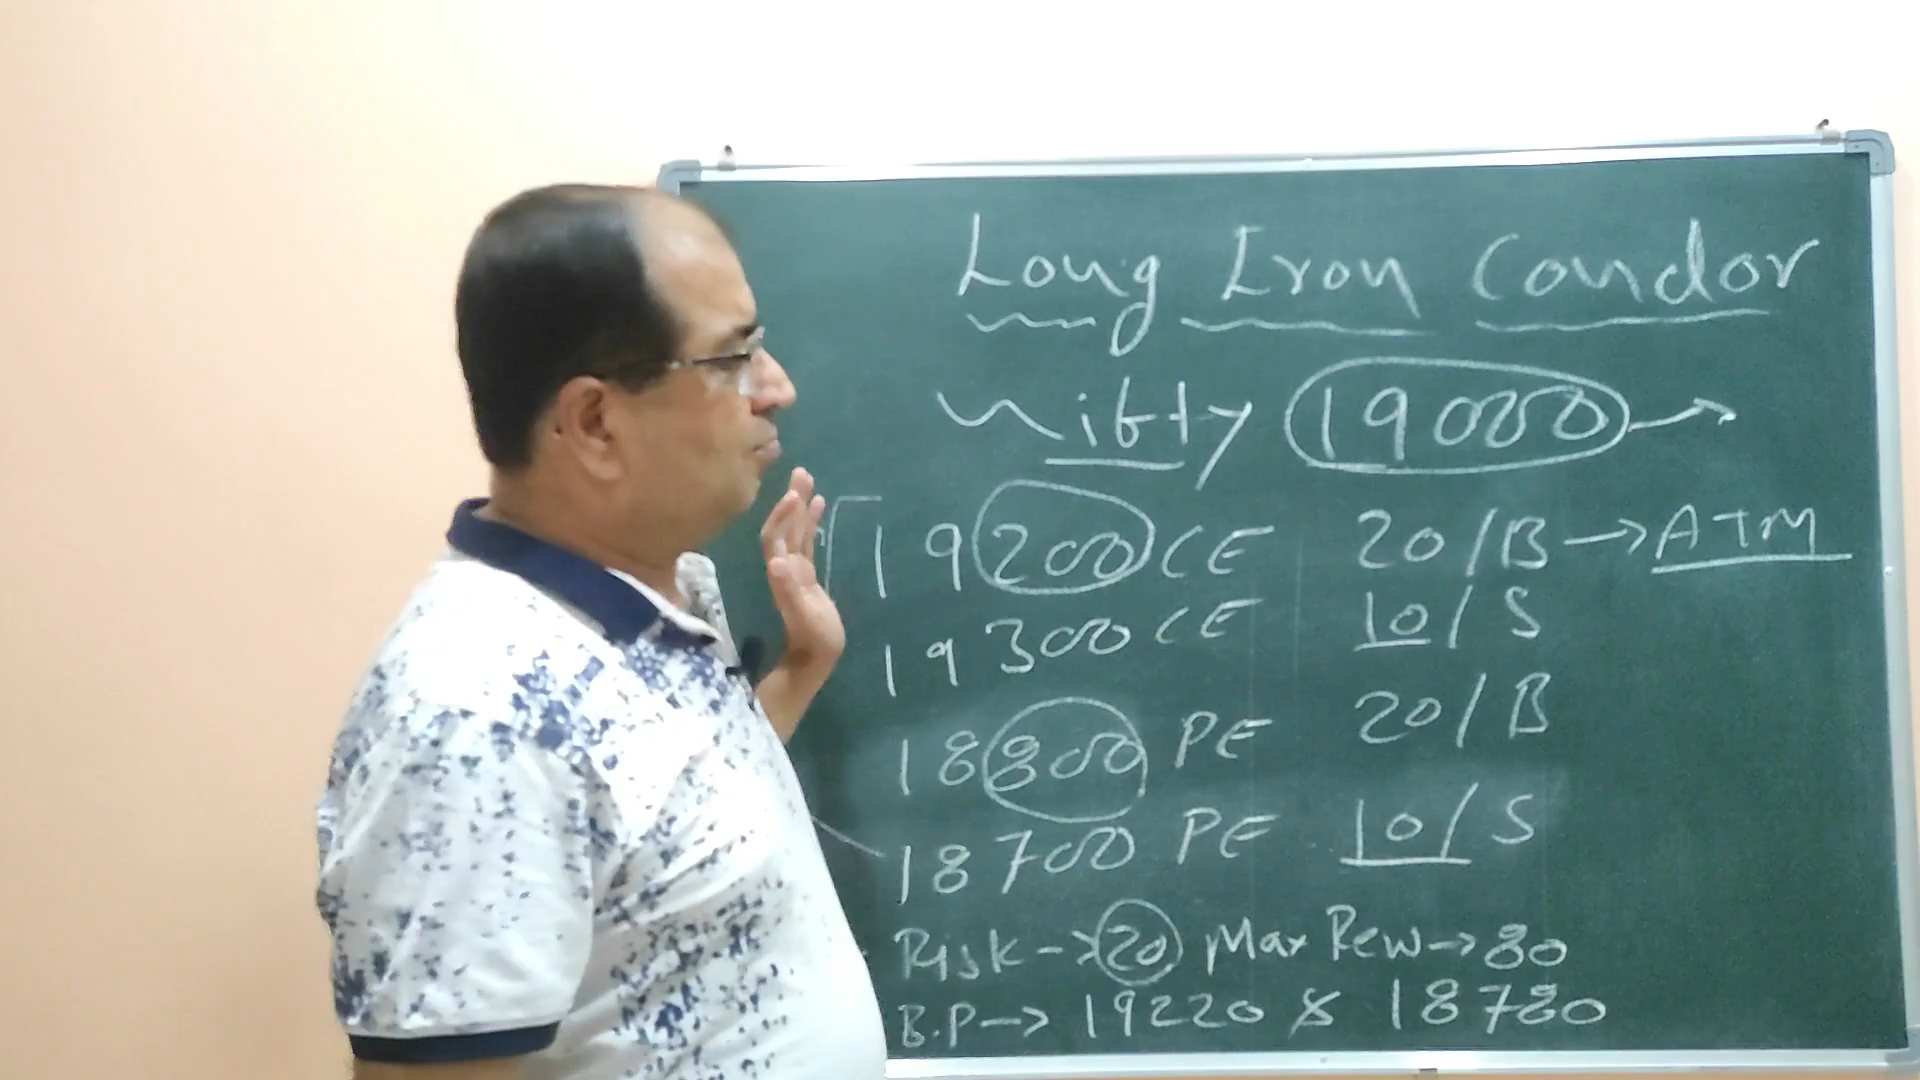 Long Iron Condor
Nifty 19000 →
19200 CE 20/B → ATM
19300 CE 10/S
18800 PE 20/B
18700 PE 10/S
Risk → 20 Max Rew → 80
B.P → 19220 & 18780